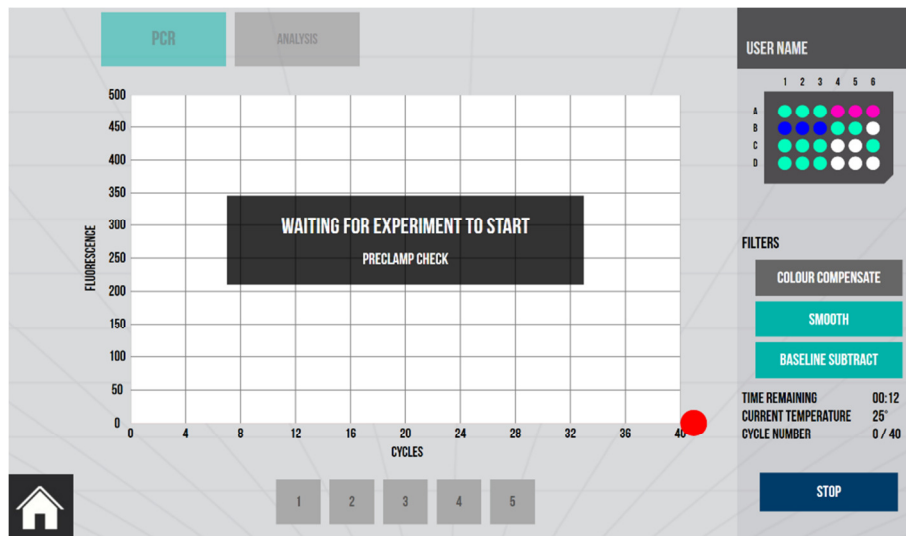 PCR
ANALYSIS
USER NAME
1 2 3 4 5 6
A
B
C
D
500
450
400
350
300
250
200
150
100
50
0
FLUORESCENCE
WAITING FOR EXPERIMENT TO START
PRECLAMP CHECK
0 4 8 12 16 20 24 28 32 36 40
CYCLES
FILTERS
COLOUR COMPENSATE
SMOOTH
BASELINE SUBTRACT
TIME REMAINING 00:12
CURRENT TEMPERATURE 25°
CYCLE NUMBER 0 / 40
1 2 3 4 5
STOP